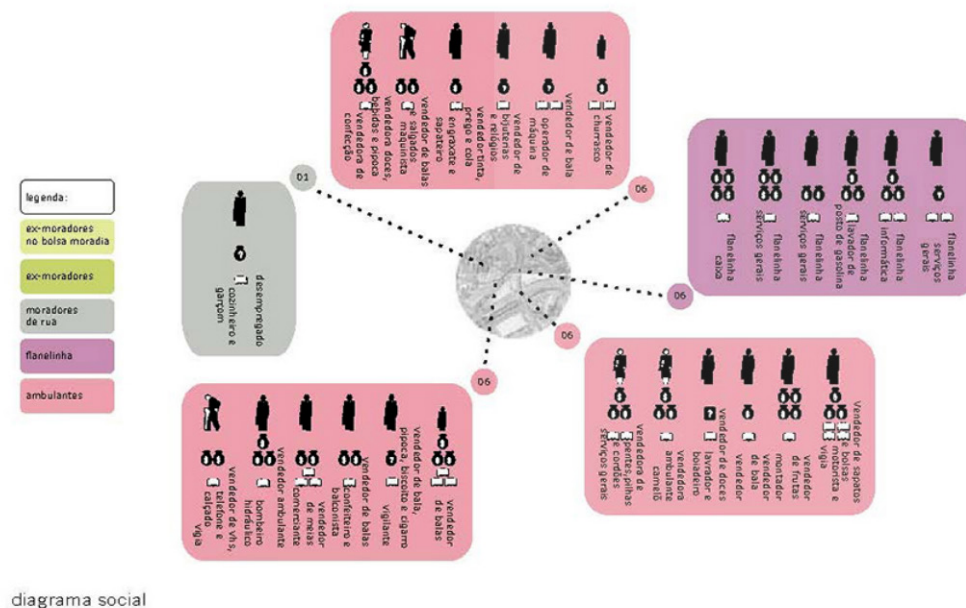 legenda:
ex-moradores
no bolsa moradia
ex-moradores
moradores
de rua
flanelinha
ambulantes
01
desempregado
cozinheiro e
garçom
vendedor de
churrasco
vendedor de bala
operador de
máquina
vendedor de
bijuterias
e relógios
vendedor tinta,
prego e cola
engraxate e
sapateiro
vendedor de balas
e salgados
maquinista
vendedora doces,
bebidas e pipoca
vendedora de
confecção
06
flanelinha
serviços
gerais
flanelinha
informática
flanelinha
lavador de
posto de gasolina
flanelinha
serviços gerais
flanelinha
serviços gerais
flanelinha
caixa
06
06
Vendedor de sapatos
e bolsas
motorista e
vigia
vendedor
de frutas
montador
vendedor
de bala
vendedor
vendedor de doces
lavrador e
boiadeiro
vendedora
ambulante
camelô
vendedora de
pentes, pilhas
e cordões
serviços gerais
06
vendedor
de balas
vendedor de bala,
pipoca, biscoito e cigarro
vigilante
vendedor de balas
confeiteiro e
balconista
vendedor
de meias
comerciante
vendedor ambulante
bombeiro
hidráulico
vendedor de vhs,
telefone e
calçado
vigia
diagrama social